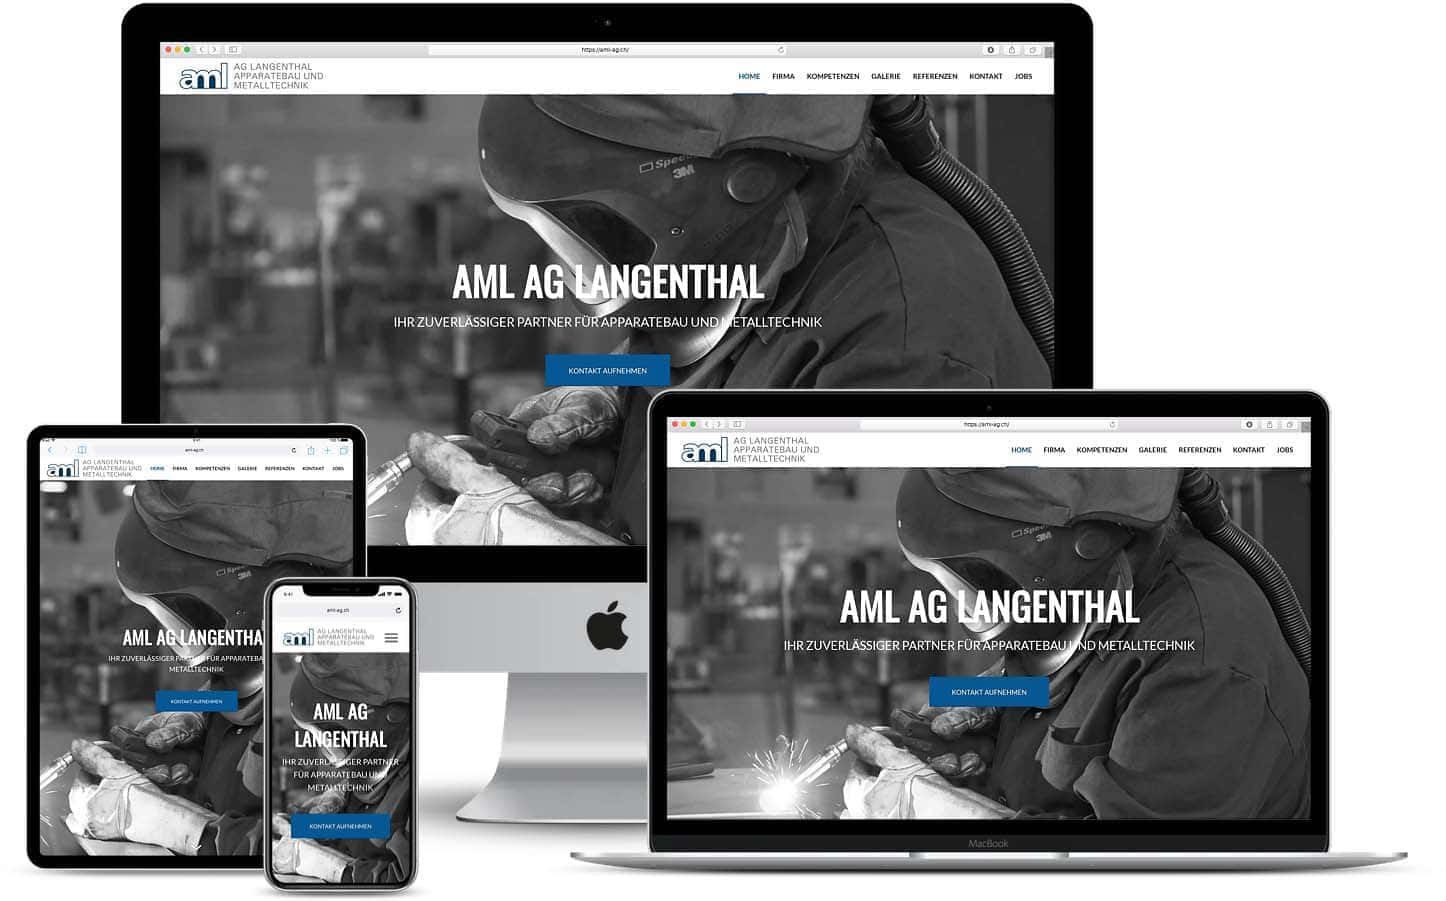 https://aml-ag.ch/
aml AG LANGENTHAL
APPARATEBAU UND
METALLTECHNIK
HOME FIRMA KOMPETENZEN GALERIE REFERENZEN KONTAKT JOBS
3M
AML AG LANGENTHAL
IHR ZUVERLÄSSIGER PARTNER FÜR APPARATEBAU UND METALLTECHNIK
KONTAKT AUFNEHMEN
9:41
aml-ag.ch
aml AG LANGENTHAL
APPARATEBAU UND
METALLTECHNIK
HOME FIRMA KOMPETENZEN GALERIE REFERENZEN KONTAKT JOBS
3M
AML AG LANGENTHA
IHR ZUVERLÄSSIGER PARTNER FÜR APPARATEBA
METALLTECHNIK
KONTAKT AUFNEHMEN
9:41
aml-ag.ch
aml AG LANGENTHAL
APPARATEBAU UND
METALLTECHNIK
AML AG
LANGENTHAL
IHR ZUVERLÄSSIGER PARTNER
FÜR APPARATEBAU UND
METALLTECHNIK
KONTAKT AUFNEHMEN
https://aml-ag.ch/
aml AG LANGENTHAL
APPARATEBAU UND
METALLTECHNIK
HOME FIRMA KOMPETENZEN GALERIE REFERENZEN KONTAKT JOBS
3M
AML AG LANGENTHAL
IHR ZUVERLÄSSIGER PARTNER FÜR APPARATEBAU UND METALLTECHNIK
KONTAKT AUFNEHMEN
MacBook